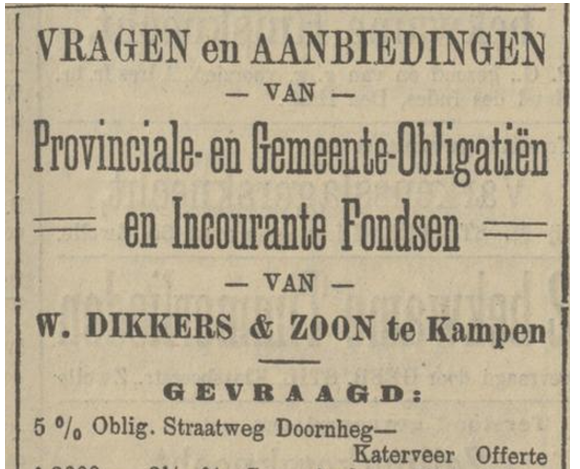 VRAGEN en AANBIEDINGEN
— VAN —
Provinciale- en Gemeente-Obligatiën
en Incourante Fondsen
— VAN —
W. DIKKERS & ZOON te Kampen
GEVRAAGD:
5 % Oblig. Straatweg Doornheg—
Katerveer Offerte